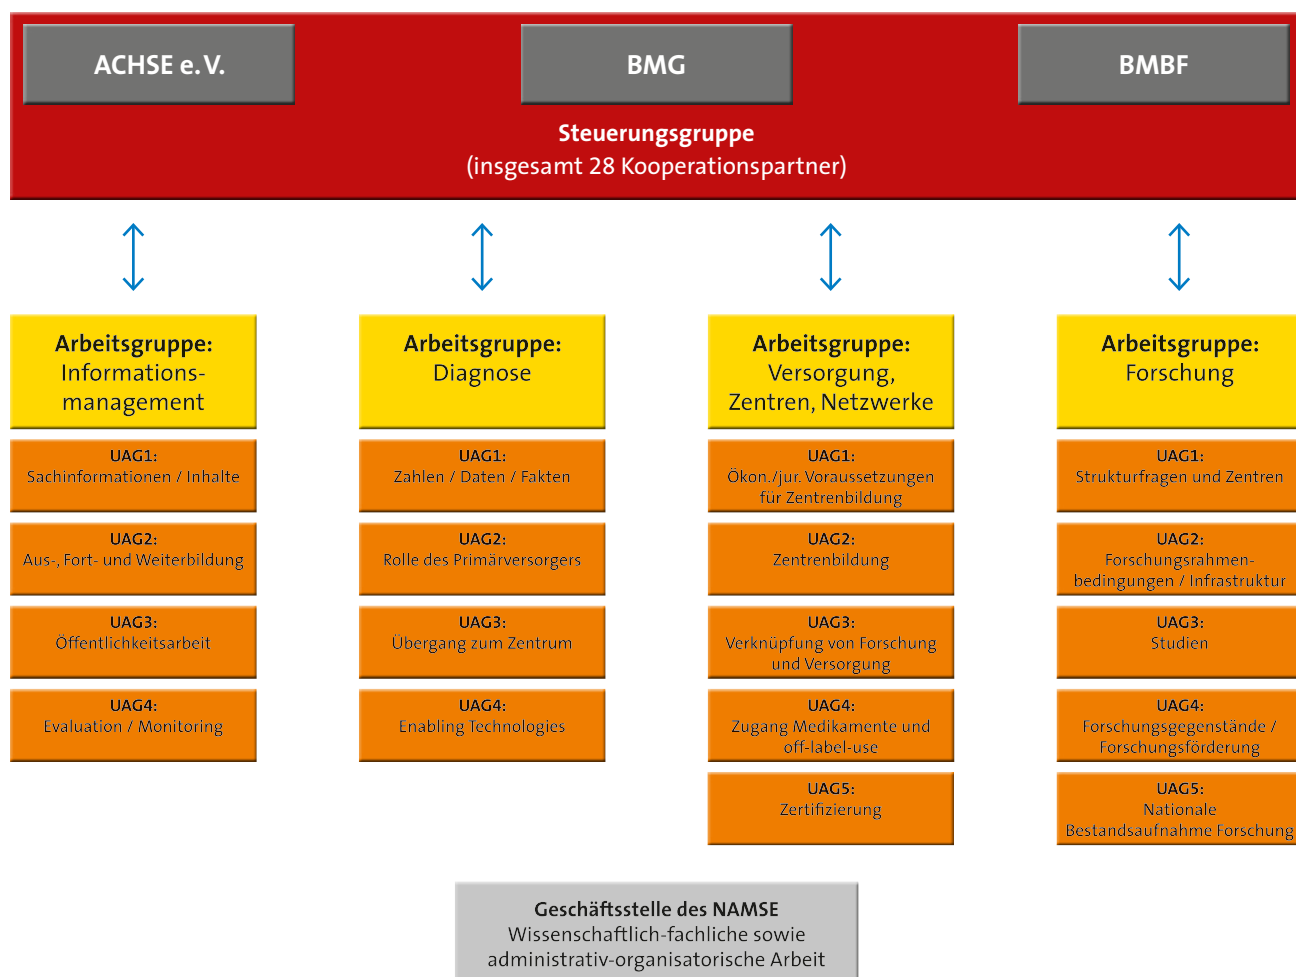 ACHSE e. V.
BMG
BMBF
Steuerungsgruppe
(insgesamt 28 Kooperationspartner)
Arbeitsgruppe:
Informations-
management
UAG1:
Sachinformationen / Inhalte
UAG2:
Aus-, Fort- und Weiterbildung
UAG3:
Öffentlichkeitsarbeit
UAG4:
Evaluation / Monitoring
Arbeitsgruppe:
Diagnose
UAG1:
Zahlen / Daten / Fakten
UAG2:
Rolle des Primärversorgers
UAG3:
Übergang zum Zentrum
UAG4:
Enabling Technologies
Arbeitsgruppe:
Versorgung,
Zentren, Netzwerke
UAG1:
Ökon./jur. Voraussetzungen
für Zentrenbildung
UAG2:
Zentrenbildung
UAG3:
Verknüpfung von Forschung
und Versorgung
UAG4:
Zugang Medikamente und
off-label-use
UAG5:
Zertifizierung
Arbeitsgruppe:
Forschung
UAG1:
Strukturfragen und Zentren
UAG2:
Forschungsrahmen-
bedingungen / Infrastruktur
UAG3:
Studien
UAG4:
Forschungsgegenstände /
Forschungsförderung
UAG5:
Nationale
Bestandsaufnahme Forschung
Geschäftsstelle des NAMSE
Wissenschaftlich-fachliche sowie
administrativ-organisatorische Arbeit